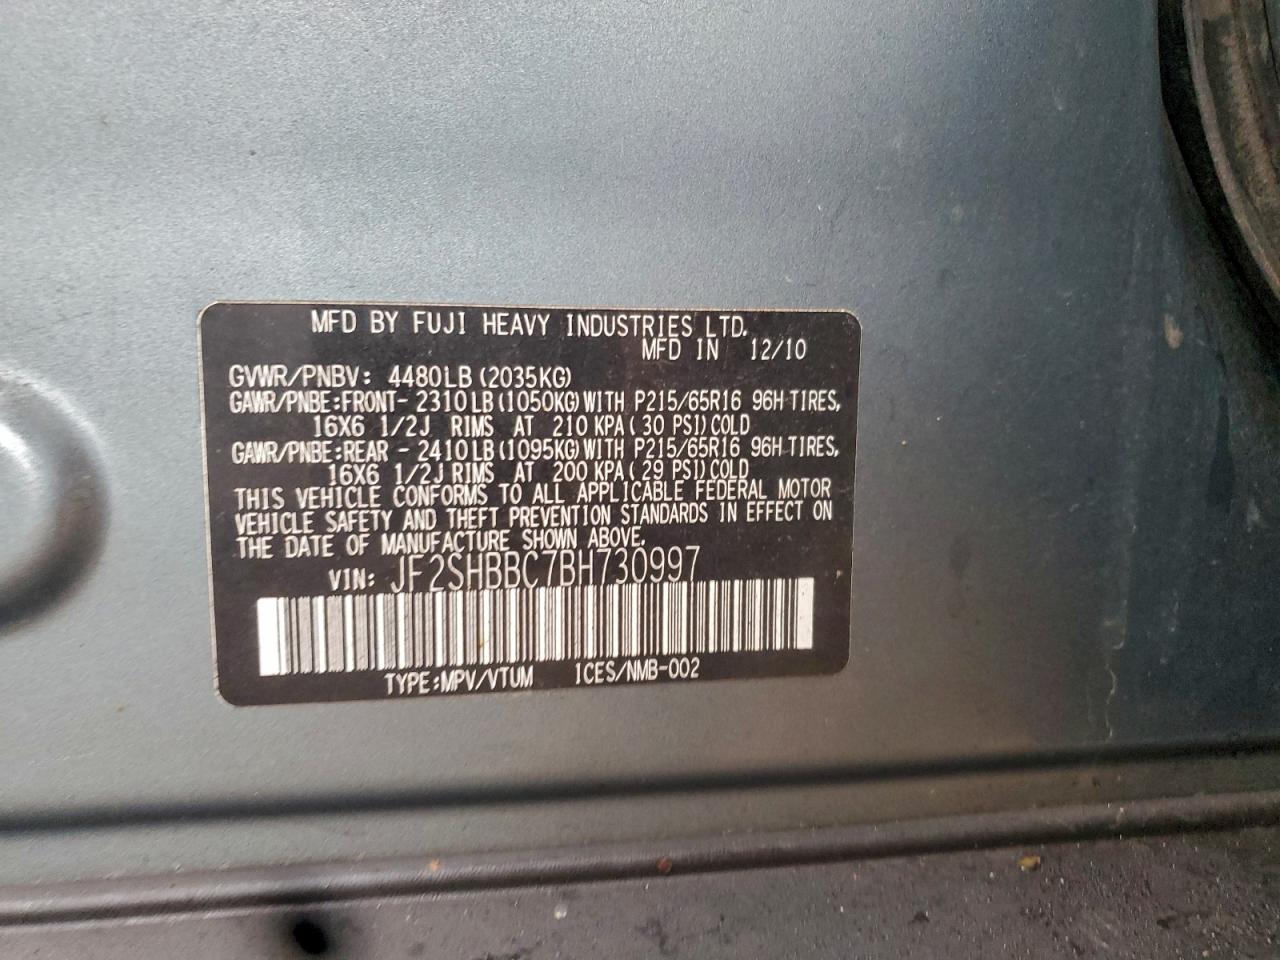 MFD BY FUJI HEAVY INDUSTRIES LTD.
MFD IN 12/10
GVWR/PNBV: 4480LB(2035KG)
GAWR/PNBE:FRONT-2310LB(1050KG)WITH P215/65R16 96H TIRES,
16X6 1/2J RIMS AT 210 KPA(30 PSI)COLD
GAWR/PNBE:REAR -2410LB(1095KG)WITH P215/65R16 96H TIRES,
16X6 1/2J RIMS AT 200 KPA(29 PSI)COLD
THIS VEHICLE CONFORMS TO ALL APPLICABLE FEDERAL MOTOR
VEHICLE SAFETY AND THEFT PREVENTION STANDARDS IN EFFECT ON
THE DATE OF MANUFACTURE SHOWN ABOVE.
VIN: JF2SHBBC7BH730997
TYPE:MPV/VTUM ICES/NMB-002